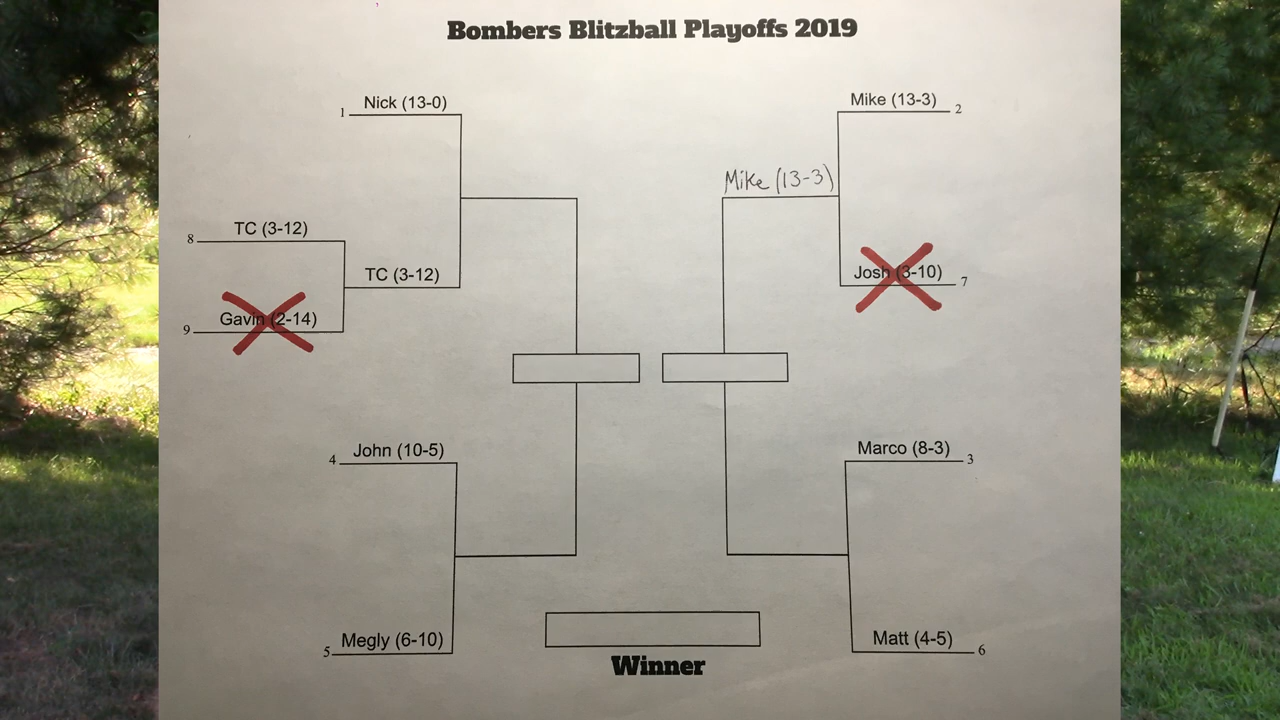 Bombers Blitzball Playoffs 2019
1 Nick (13-0)
Mike (13-3) 2
Mike (13-3)
8 TC (3-12)
TC (3-12)
Josh (3-10) 7
9 Gavin (2-14)
4 John (10-5)
Marco (8-3) 3
5 Megly (6-10)
Matt (4-5) 6
Winner